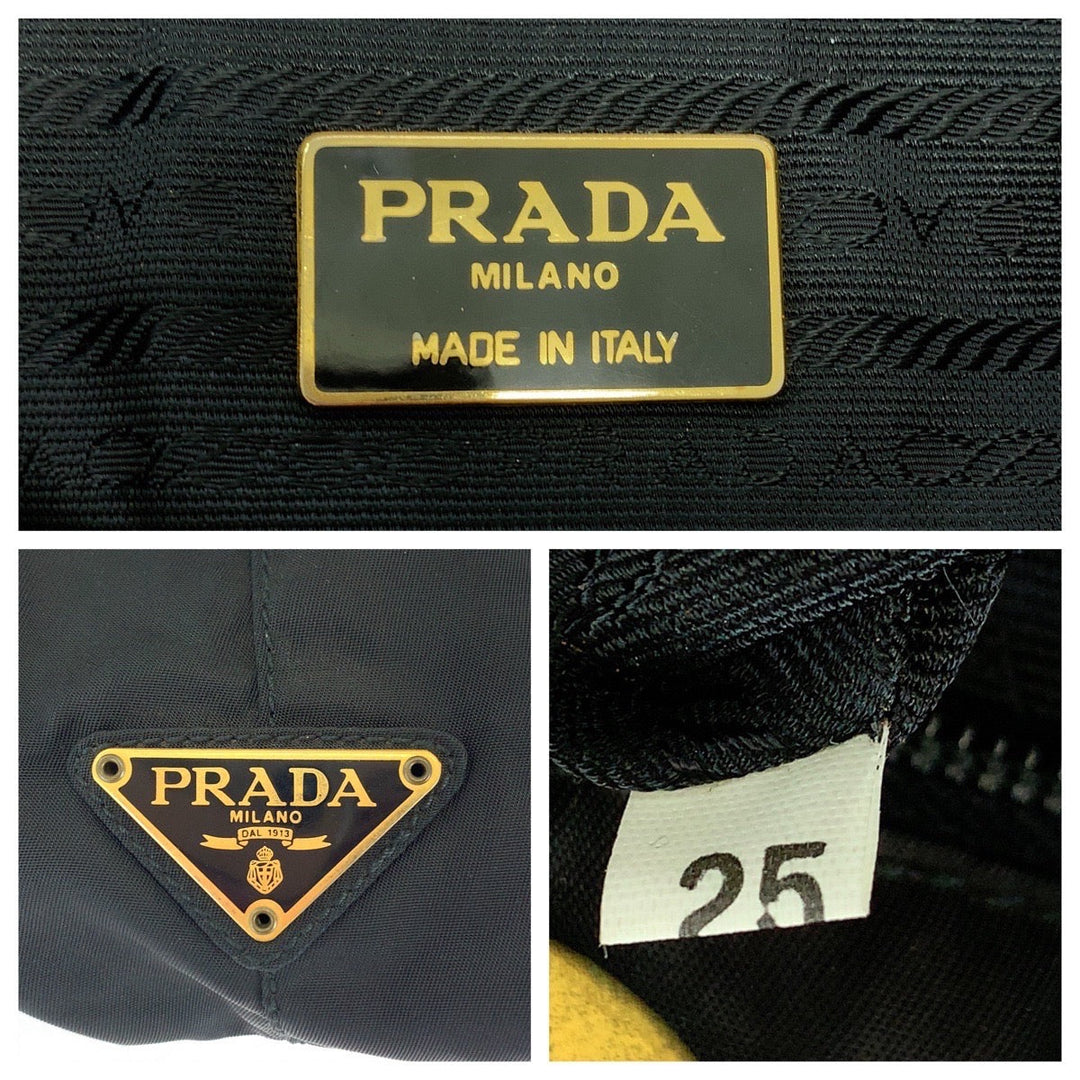 PRADA
MILANO
MADE IN ITALY
PRADA
MILANO
DAL 1913
25